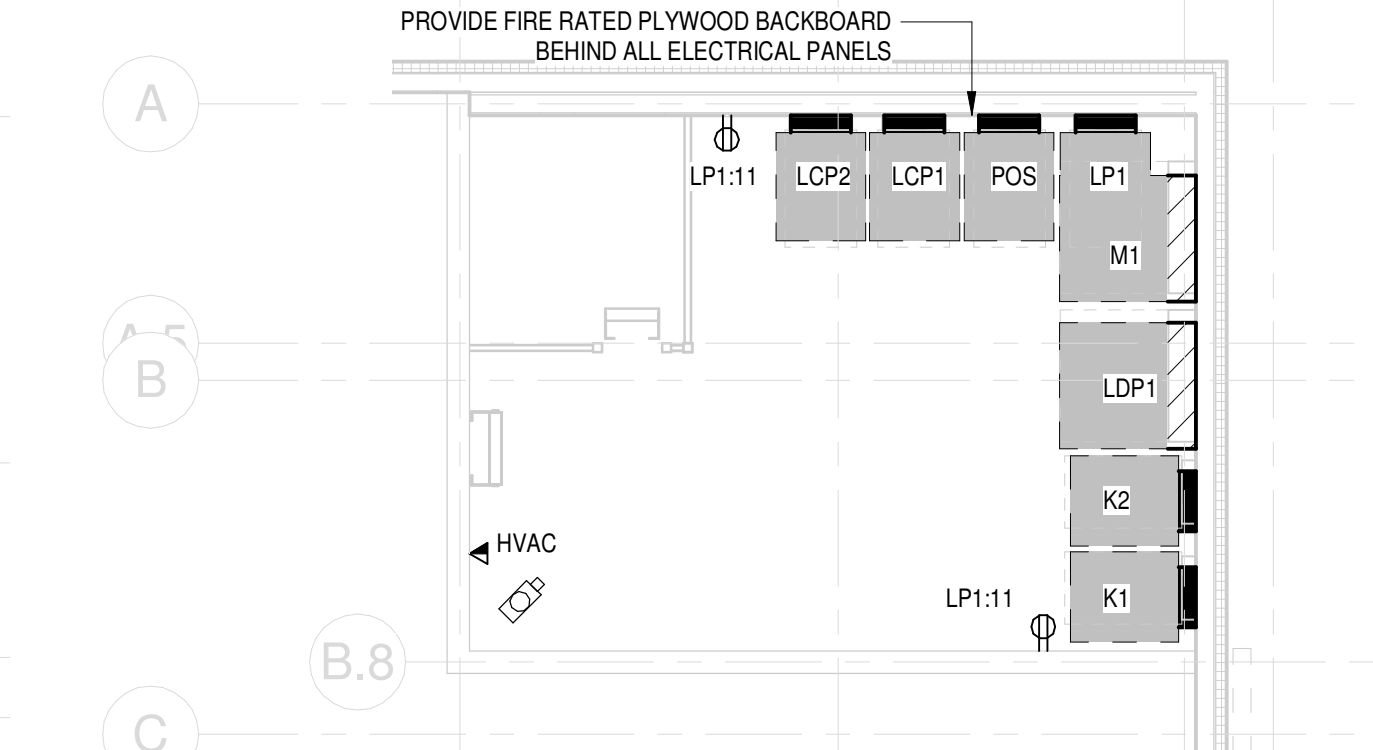 PROVIDE FIRE RATED PLYWOOD BACKBOARD
BEHIND ALL ELECTRICAL PANELS
A
LP1:11
LCP2
LCP1
POS
LP1
M1
A.5
B
LDP1
K2
HVAC
LP1:11
K1
B.8
C